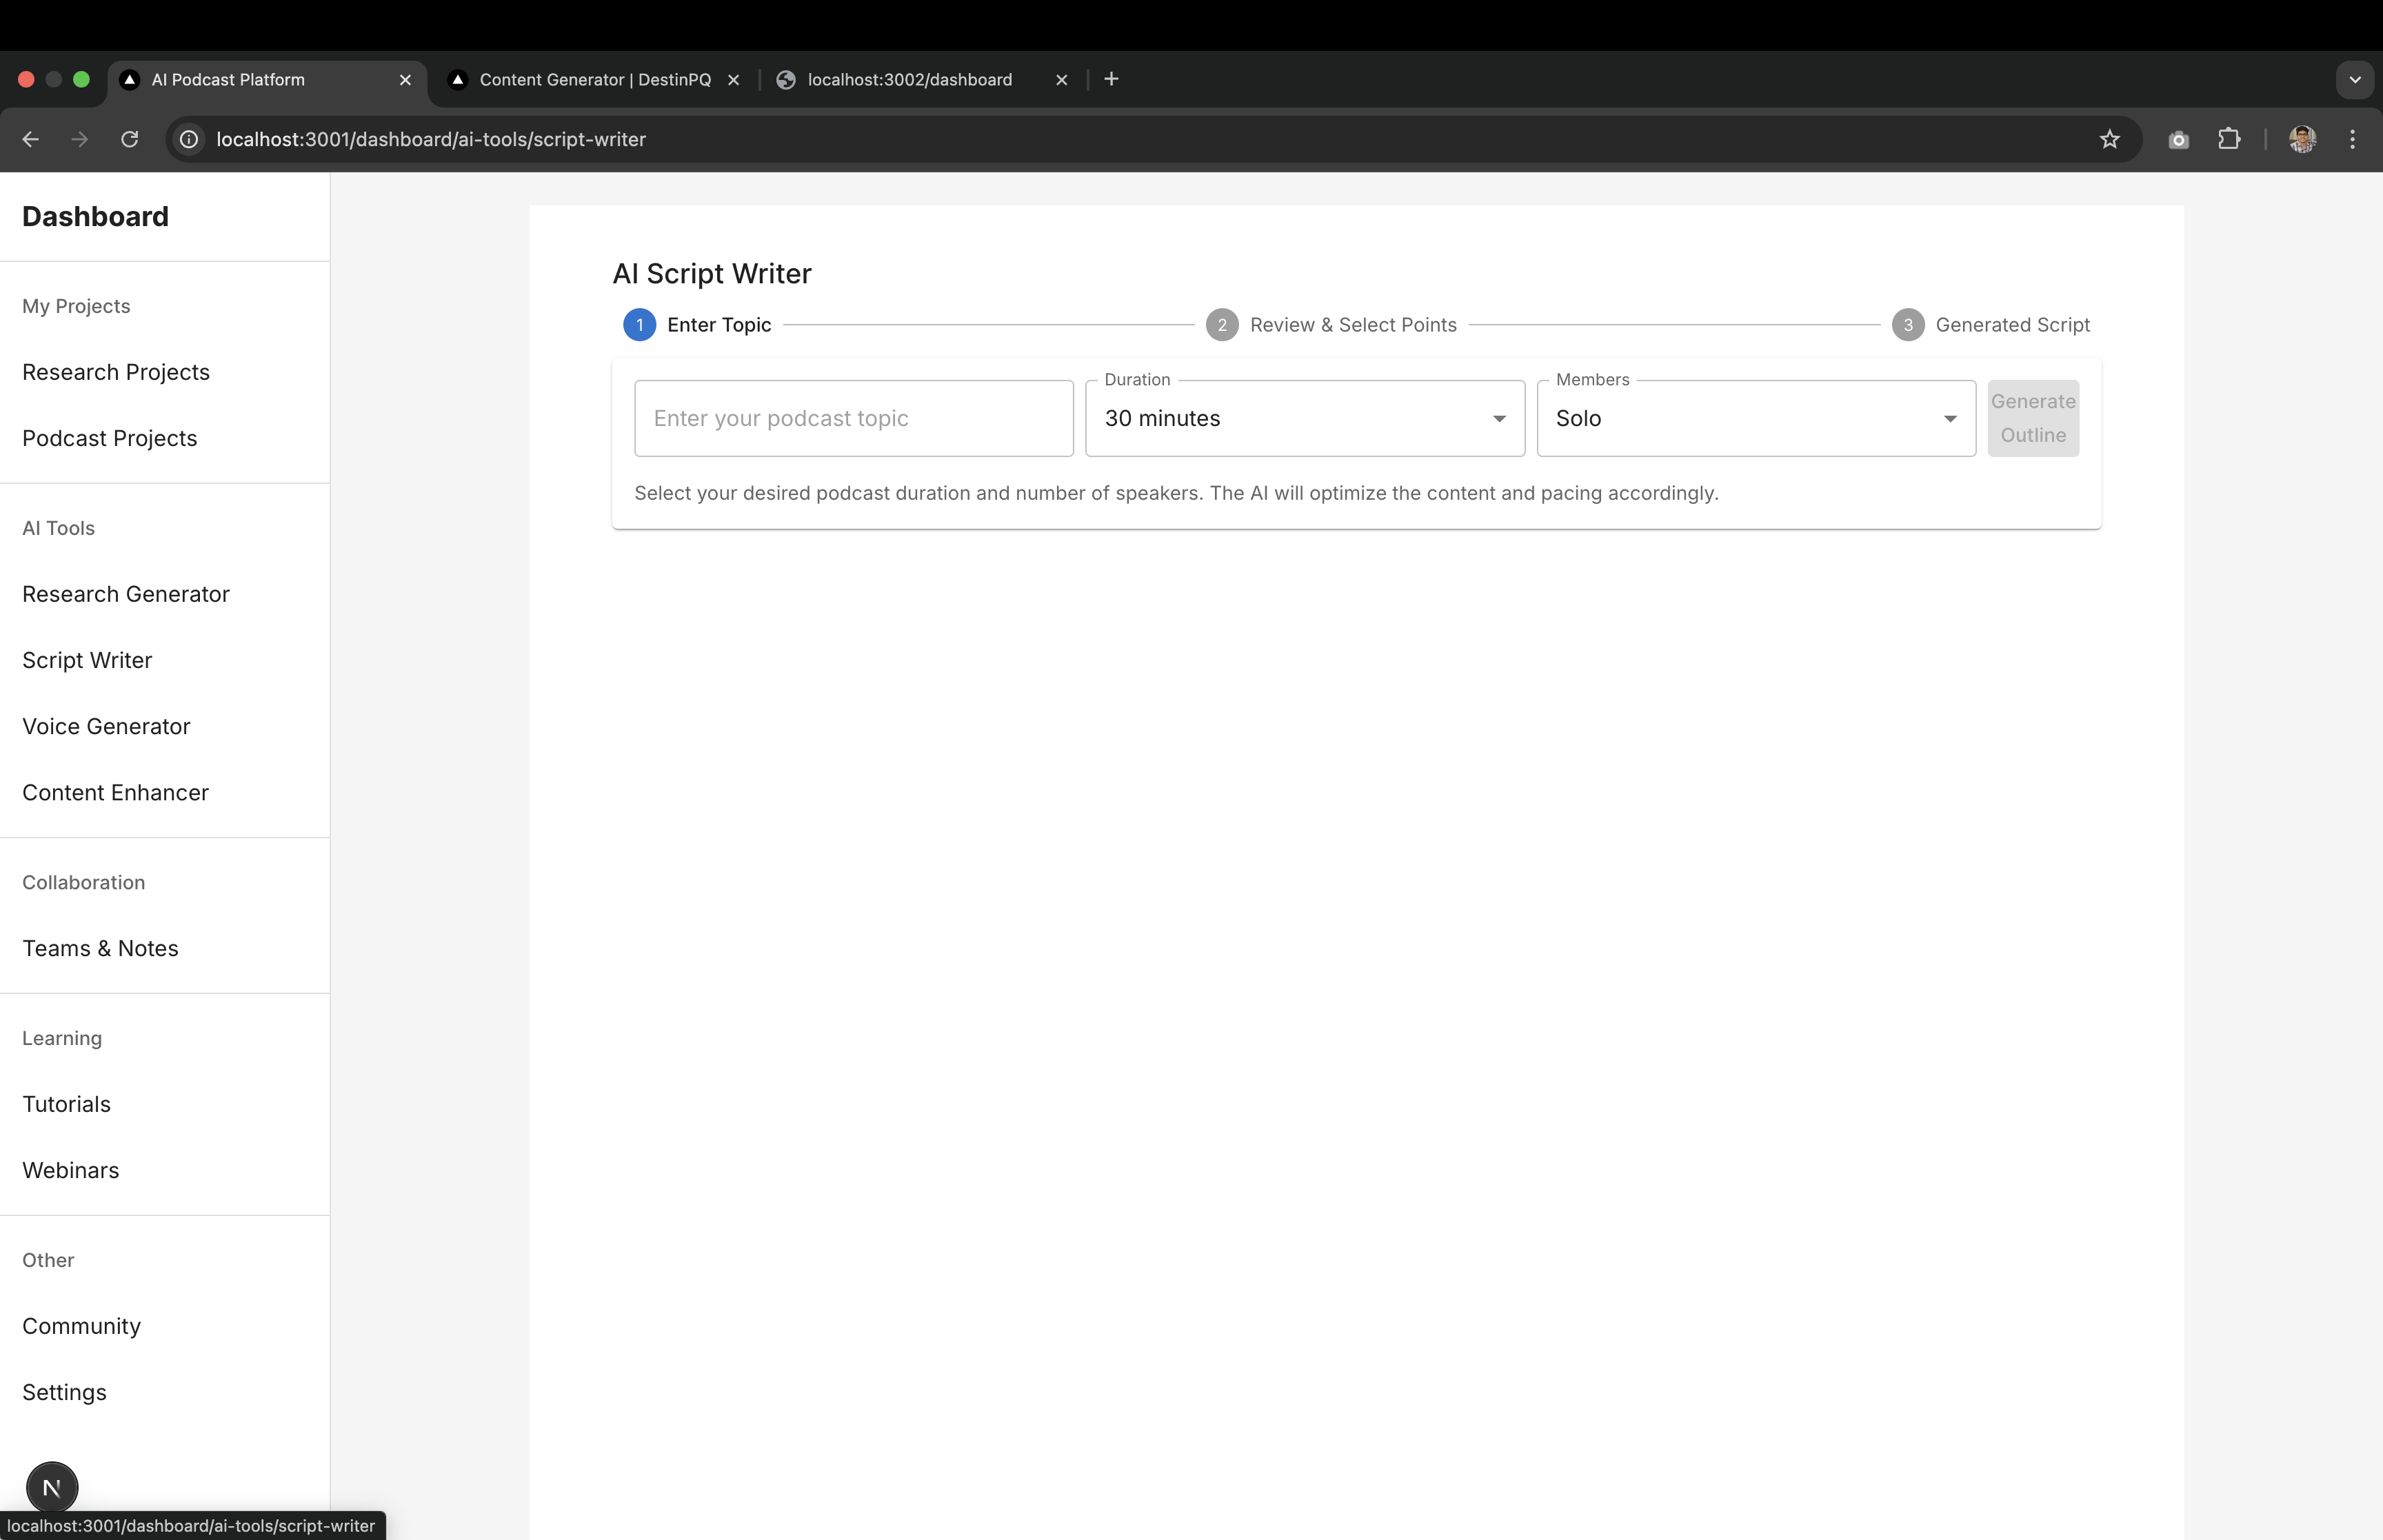 AI Podcast Platform
Content Generator | DestinPQ
localhost:3002/dashboard
localhost:3001/dashboard/ai-tools/script-writer
Dashboard
My Projects
Research Projects
Podcast Projects
AI Tools
Research Generator
Script Writer
Voice Generator
Content Enhancer
Collaboration
Teams & Notes
Learning
Tutorials
Webinars
Other
Community
Settings
N
localhost:3001/dashboard/ai-tools/script-writer
AI Script Writer
1 Enter Topic
2 Review & Select Points
3 Generated Script
Enter your podcast topic
Duration
30 minutes
Members
Solo
Generate
Outline
Select your desired podcast duration and number of speakers. The AI will optimize the content and pacing accordingly.